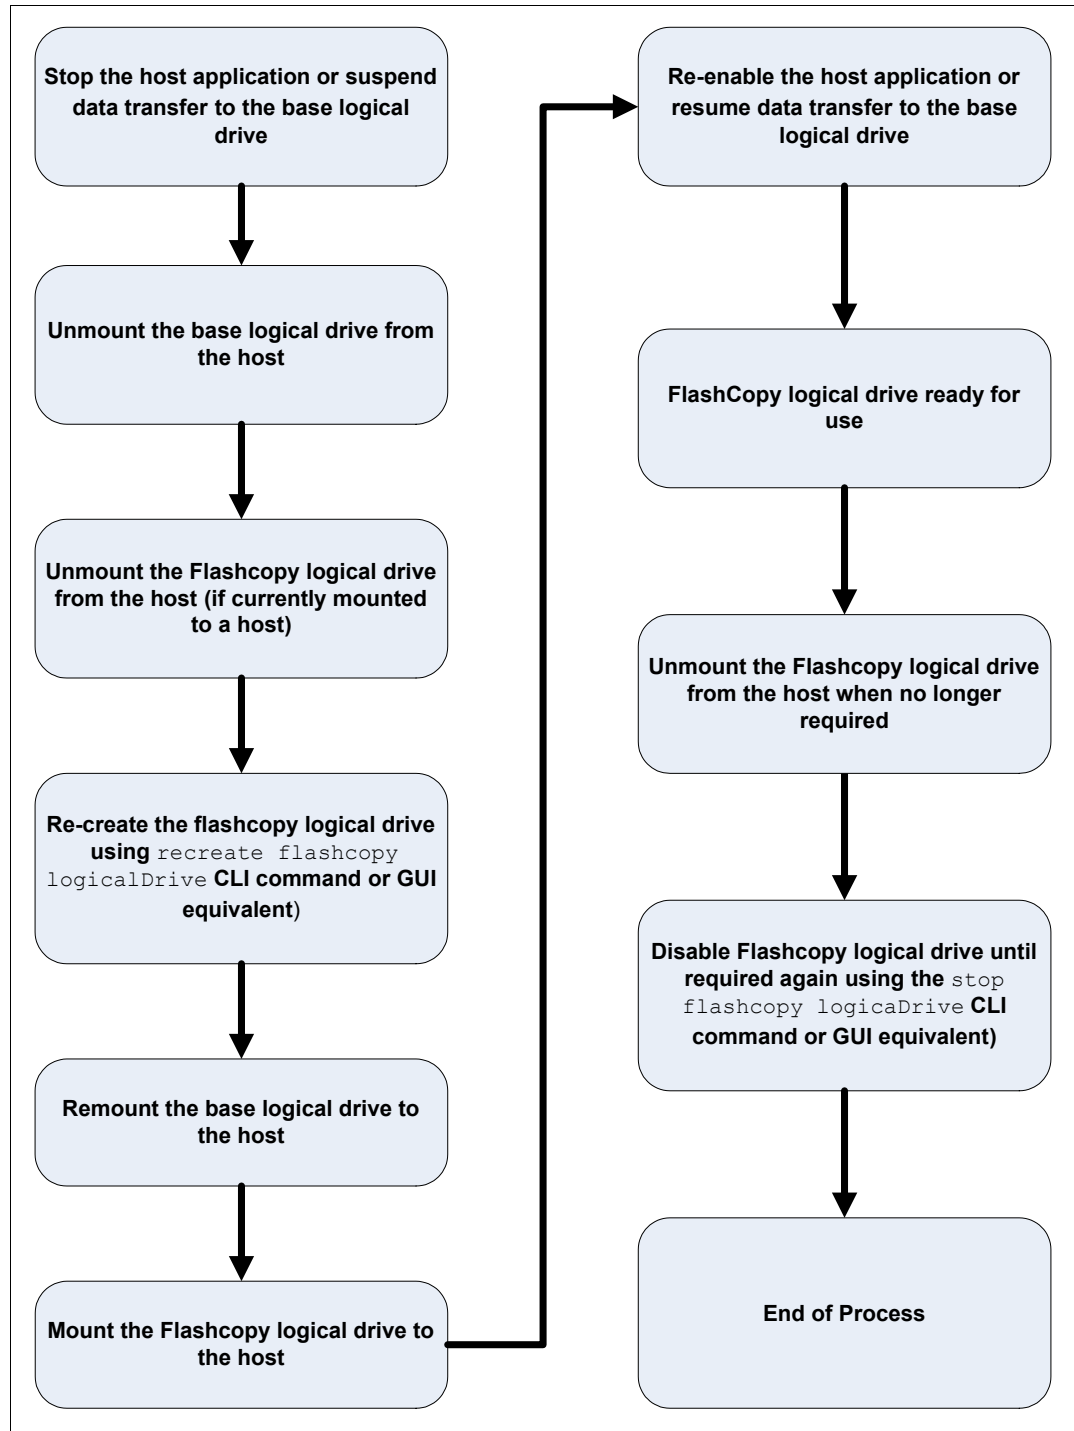 Stop the host application or suspend
data transfer to the base logical
drive
Unmount the base logical drive from
the host
Unmount the Flashcopy logical drive
from the host (if currently mounted
to a host)
Re-create the flashcopy logical drive
using recreate flashcopy
logicalDrive CLI command or GUI
equivalent)
Remount the base logical drive to
the host
Mount the Flashcopy logical drive to
the host
Re-enable the host application or
resume data transfer to the base
logical drive
FlashCopy logical drive ready for
use
Unmount the Flashcopy logical drive
from the host when no longer
required
Disable Flashcopy logical drive until
required again using the stop
flashcopy logicaDrive CLI
command or GUI equivalent)
End of Process